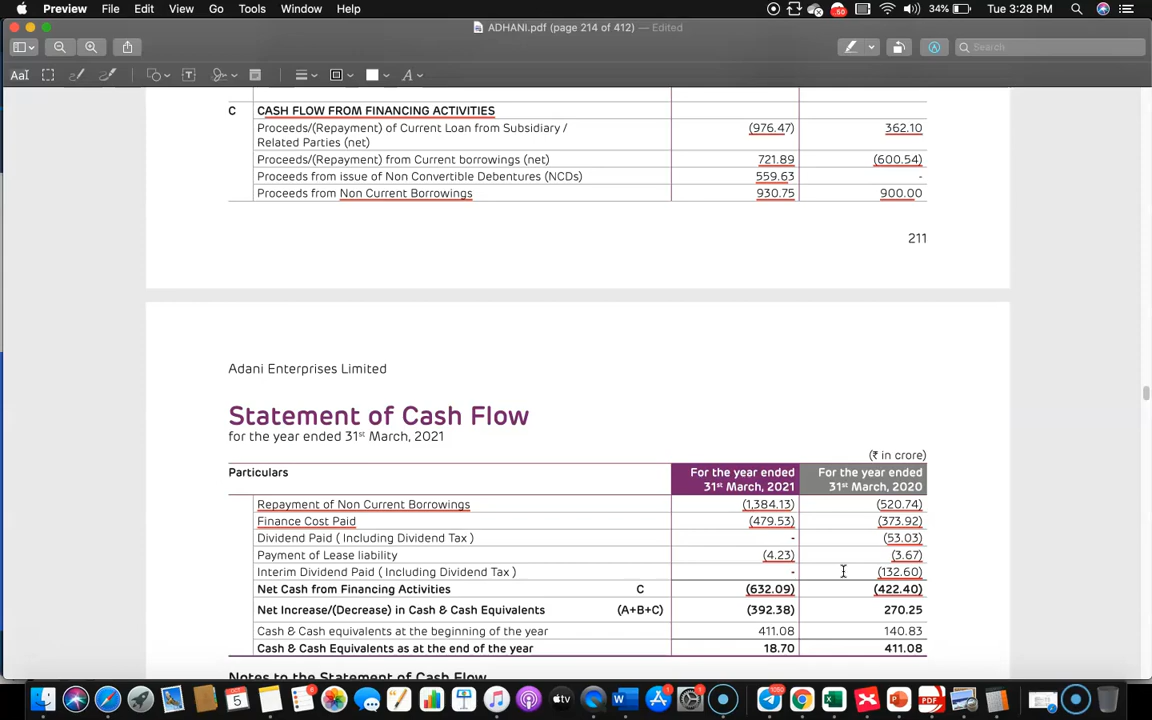 Preview File Edit View Go Tools Window Help 34% Tue 3:28 PM
ADHANI.pdf (page 214 of 412) — Edited
Search
C CASH FLOW FROM FINANCING ACTIVITIES
Proceeds/(Repayment) of Current Loan from Subsidiary / (976.47) 362.10
Related Parties (net)
Proceeds/(Repayment) from Current borrowings (net) 721.89 (600.54)
Proceeds from issue of Non Convertible Debentures (NCDs) 559.63 -
Proceeds from Non Current Borrowings 930.75 900.00
211
Adani Enterprises Limited
Statement of Cash Flow
for the year ended 31st March, 2021
(₹ in crore)
Particulars For the year ended For the year ended
31st March, 2021 31st March, 2020
Repayment of Non Current Borrowings (1,384.13) (520.74)
Finance Cost Paid (479.53) (373.92)
Dividend Paid ( Including Dividend Tax ) - (53.03)
Payment of Lease liability (4.23) (3.67)
Interim Dividend Paid ( Including Dividend Tax ) - (132.60)
Net Cash from Financing Activities C (632.09) (422.40)
Net Increase/(Decrease) in Cash & Cash Equivalents (A+B+C) (392.38) 270.25
Cash & Cash equivalents at the beginning of the year 411.08 140.83
Cash & Cash Equivalents as at the end of the year 18.70 411.08
Notes to the Statement of Cash Flow